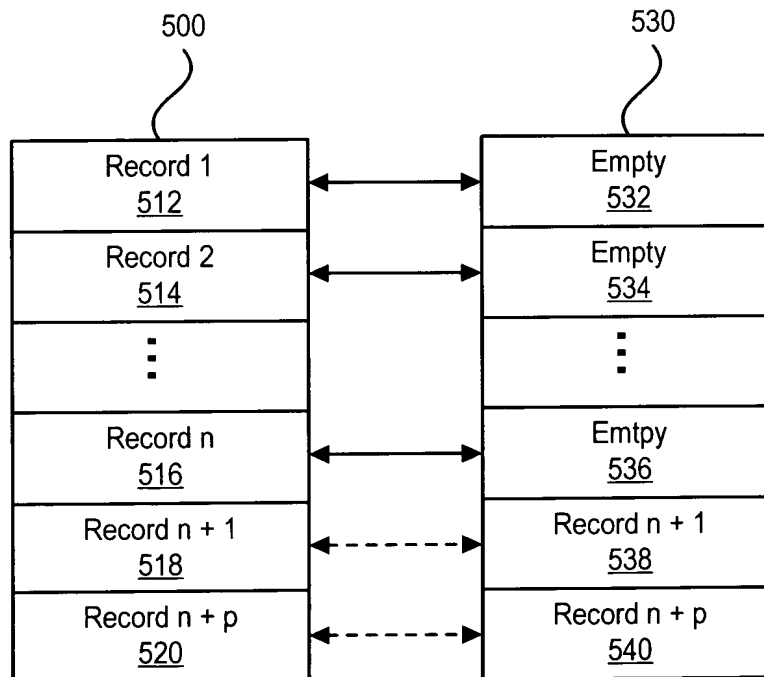 500
530
Record 1
512
Empty
532
Record 2
514
Empty
534
Record n
516
Emtpy
536
Record n + 1
518
Record n + 1
538
Record n + p
520
Record n + p
540